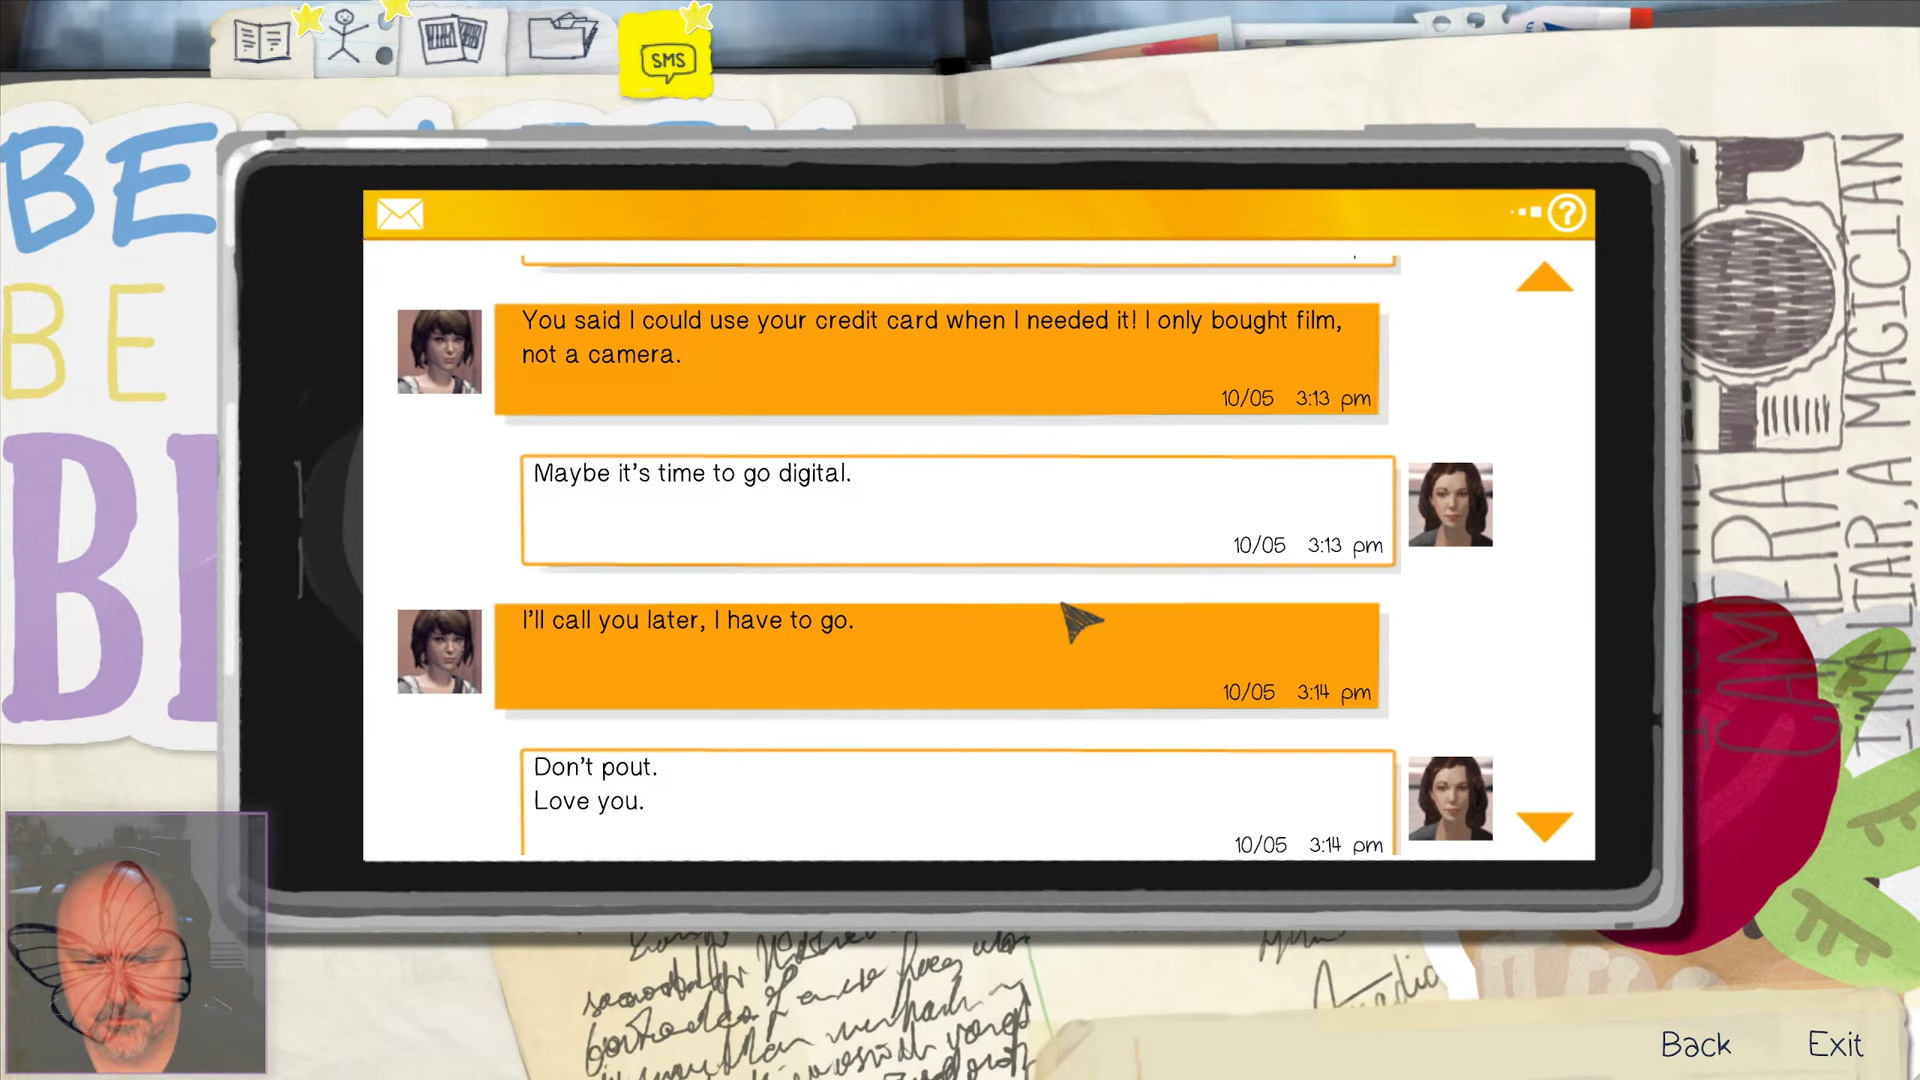 SMS
BE
BE
You said I could use your credit card when I needed it! I only bought film,
not a camera.
10/05 3:13 pm
Maybe it's time to go digital.
10/05 3:13 pm
I'll call you later, I have to go.
10/05 3:14 pm
Don't pout.
Love you.
10/05 3:14 pm
CAMERA
I'M A LIAR, A MAGICIAN
Back
Exit